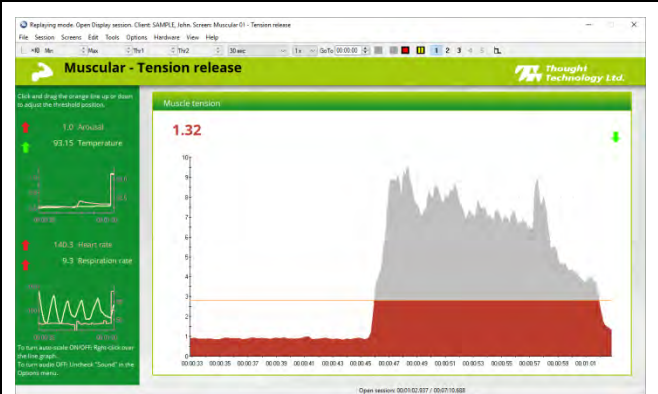 Replaying mode. Open Display session. Client: SAMPLE, John. Screen: Muscular 01 - Tension release
File Session Screens Edit Tools Options Hardware View Help
Min Max Thr1 Thr2 30 sec 1x GoTo 00:00:00 1 2 3 4 5
Muscular - Tension release
Thought
Technology Ltd.
Click and drag the orange line up or down
to adjust the threshold position.
1.0 Arousal
93.15 Temperature
140.3 Heart rate
9.3 Respiration rate
To turn auto-scale ON/OFF: Right-click over
the line graph.
To turn audio OFF: Uncheck "Sound" in the
Options menu.
Muscle tension
1.32
10
9
8
7
6
5
4
3
2
1
0
00:00:33 00:00:35 00:00:37 00:00:39 00:00:41 00:00:43 00:00:45 00:00:47 00:00:49 00:00:51 00:00:53 00:00:55 00:00:57 00:00:59 00:01:01
Open session: 00:01:02.937 / 00:07:10.688